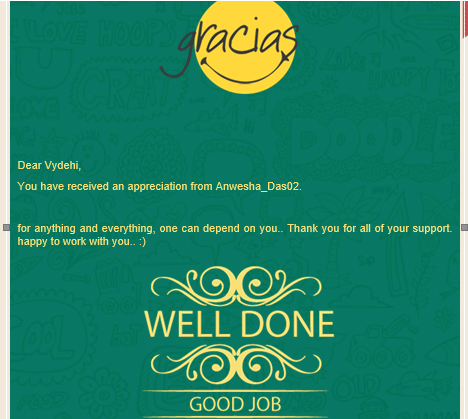 gracias
Dear Vydehi,
You have received an appreciation from Anwesha_Das02.
for anything and everything, one can depend on you.. Thank you for all of your support.
happy to work with you.. :)
WELL DONE
GOOD JOB